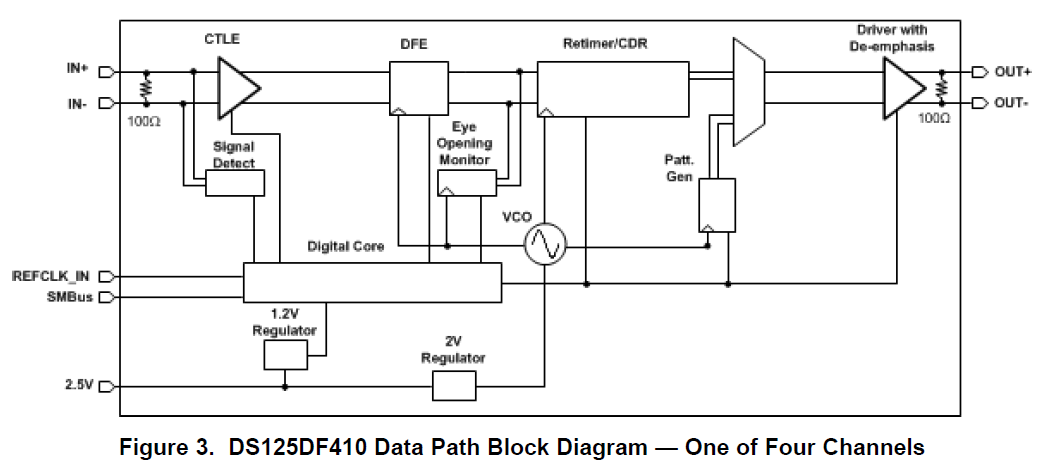 CTLE
DFE
Retimer/CDR
Driver with
De-emphasis
IN+
OUT+
IN-
OUT-
100Ω
100Ω
Signal
Detect
Eye
Opening
Monitor
Patt.
Gen
VCO
Digital Core
REFCLK_IN
SMBus
1.2V
Regulator
2V
Regulator
2.5V
Figure 3. DS125DF410 Data Path Block Diagram — One of Four Channels